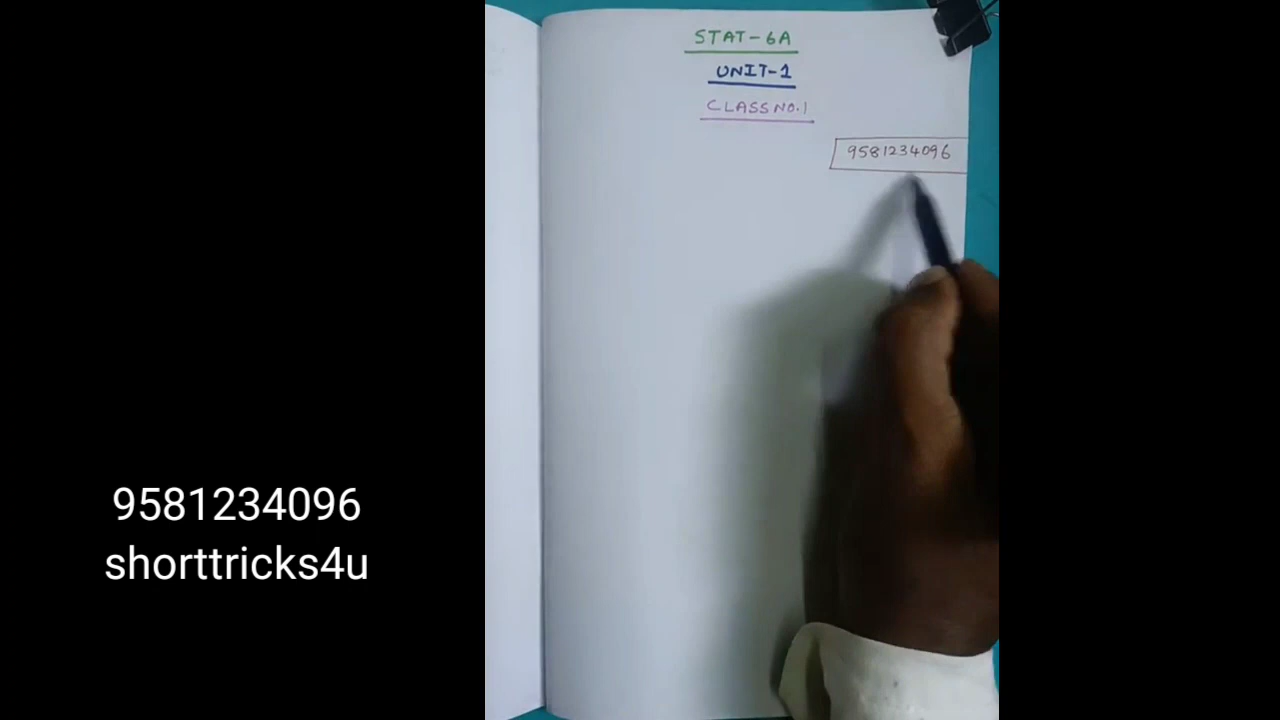 STAT-6A
UNIT-1
CLASS NO.1
9581234096
9581234096
shorttricks4u